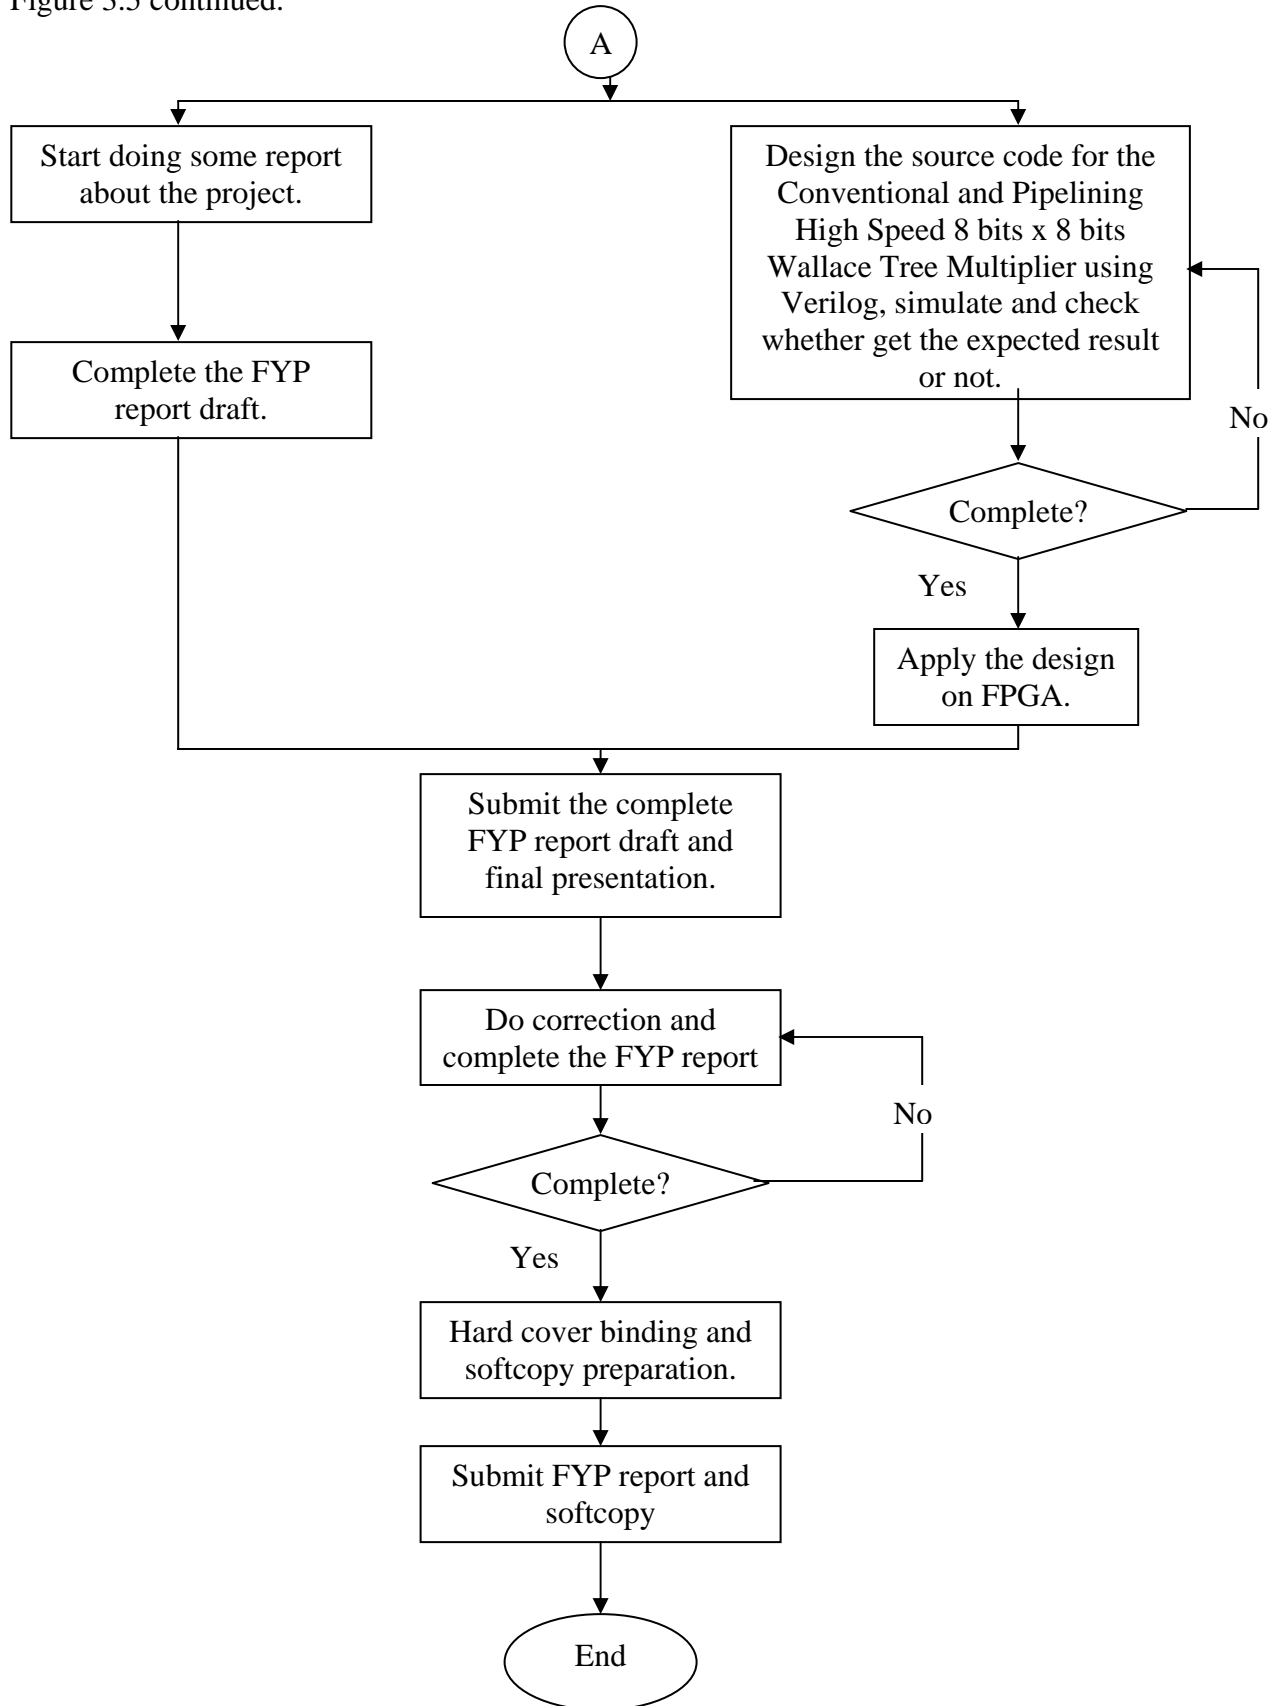 Figure 3.5 continued.
A
Start doing some report
about the project.
Design the source code for the
Conventional and Pipelining
High Speed 8 bits x 8 bits
Wallace Tree Multiplier using
Verilog, simulate and check
whether get the expected result
or not.
Complete the FYP
report draft.
No
Complete?
Yes
Apply the design
on FPGA.
Submit the complete
FYP report draft and
final presentation.
Do correction and
complete the FYP report
No
Complete?
Yes
Hard cover binding and
softcopy preparation.
Submit FYP report and
softcopy
End